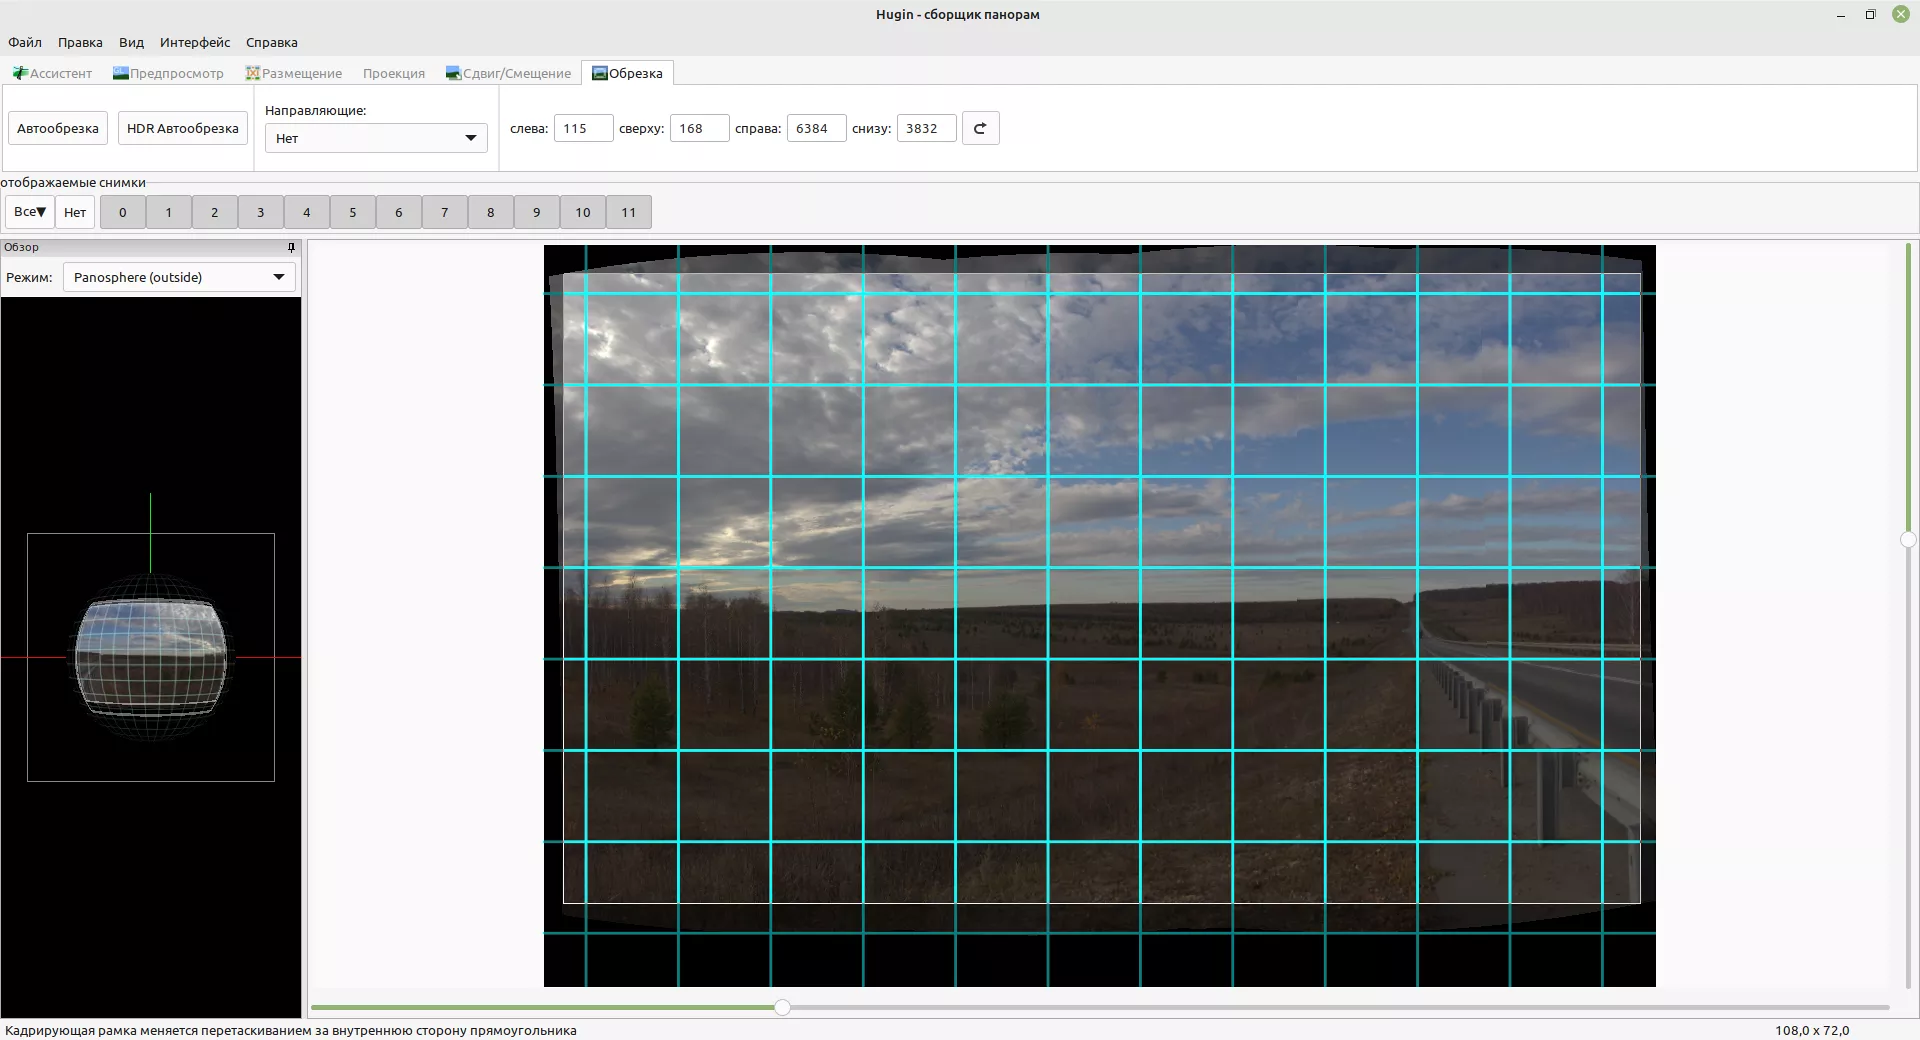 Hugin - сборщик панорам
Файл Правка Вид Интерфейс Справка
Ассистент Предпросмотр Размещение Проекция Сдвиг/Смещение Обрезка
Автообрезка HDR Автообрезка
Направляющие:
Нет
слева: 115 сверху: 168 справа: 6384 снизу: 3832
отображаемые снимки
Все▼ Нет 0 1 2 3 4 5 6 7 8 9 10 11
Обзор
Режим: Panosphere (outside)
Кадрирующая рамка меняется перетаскиванием за внутреннюю сторону прямоугольника 108,0 x 72,0